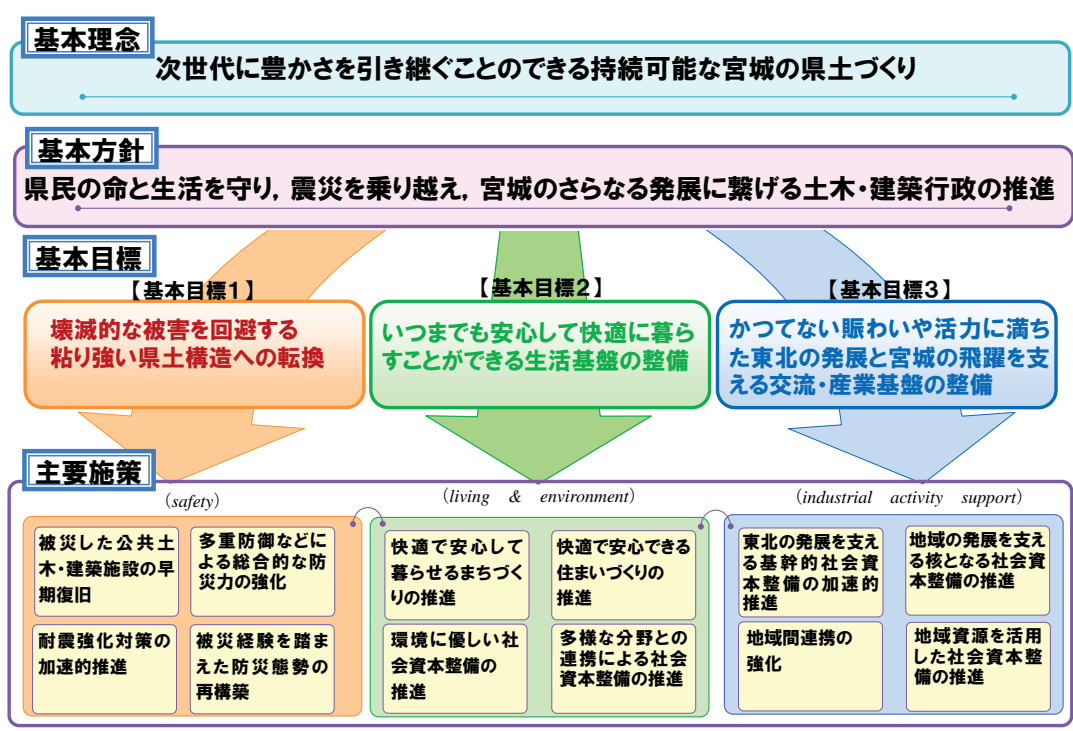 基本理念
次世代に豊かさを引き継ぐことのできる持続可能な宮城の県土づくり
基本方針
県民の命と生活を守り，震災を乗り越え，宮城のさらなる発展に繋げる土木・建築行政の推進
基本目標
【基本目標1】
壊滅的な被害を回避する
粘り強い県土構造への転換
【基本目標2】
いつまでも安心して快適に暮ら
すことができる生活基盤の整備
【基本目標3】
かつてない賑わいや活力に満ち
た東北の発展と宮城の飛躍を支
える交流・産業基盤の整備
主要施策
（safety）
被災した公共土
木・建築施設の早
期復旧
多重防御などに
よる総合的な防
災力の強化
耐震強化対策の
加速的推進
被災経験を踏ま
えた防災態勢の
再構築
（living & environment）
快適で安心して
暮らせるまちづく
りの推進
快適で安心できる
住まいづくりの
推進
環境に優しい社
会資本整備の
推進
多様な分野との
連携による社会
資本整備の推進
（industrial activity support）
東北の発展を支え
る基幹的社会資
本整備の加速的
推進
地域の発展を支え
る核となる社会資
本整備の推進
地域間連携の
強化
地域資源を活用
した社会資本整
備の推進